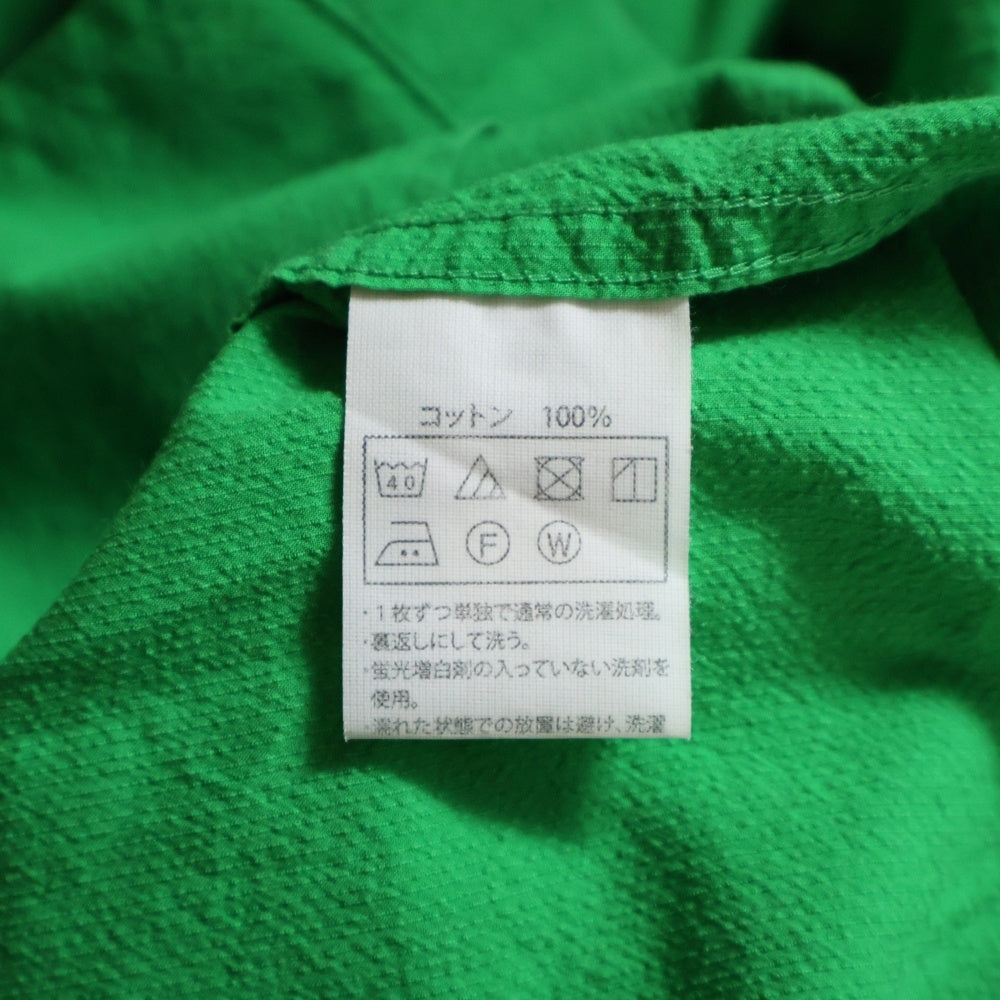 コットン 100%
40
F W
・1枚ずつ単独で通常の洗濯処理。
・裏返しにして洗う。
・蛍光増白剤の入っていない洗剤を
使用。
・濡れた状態での放置は避け、洗濯